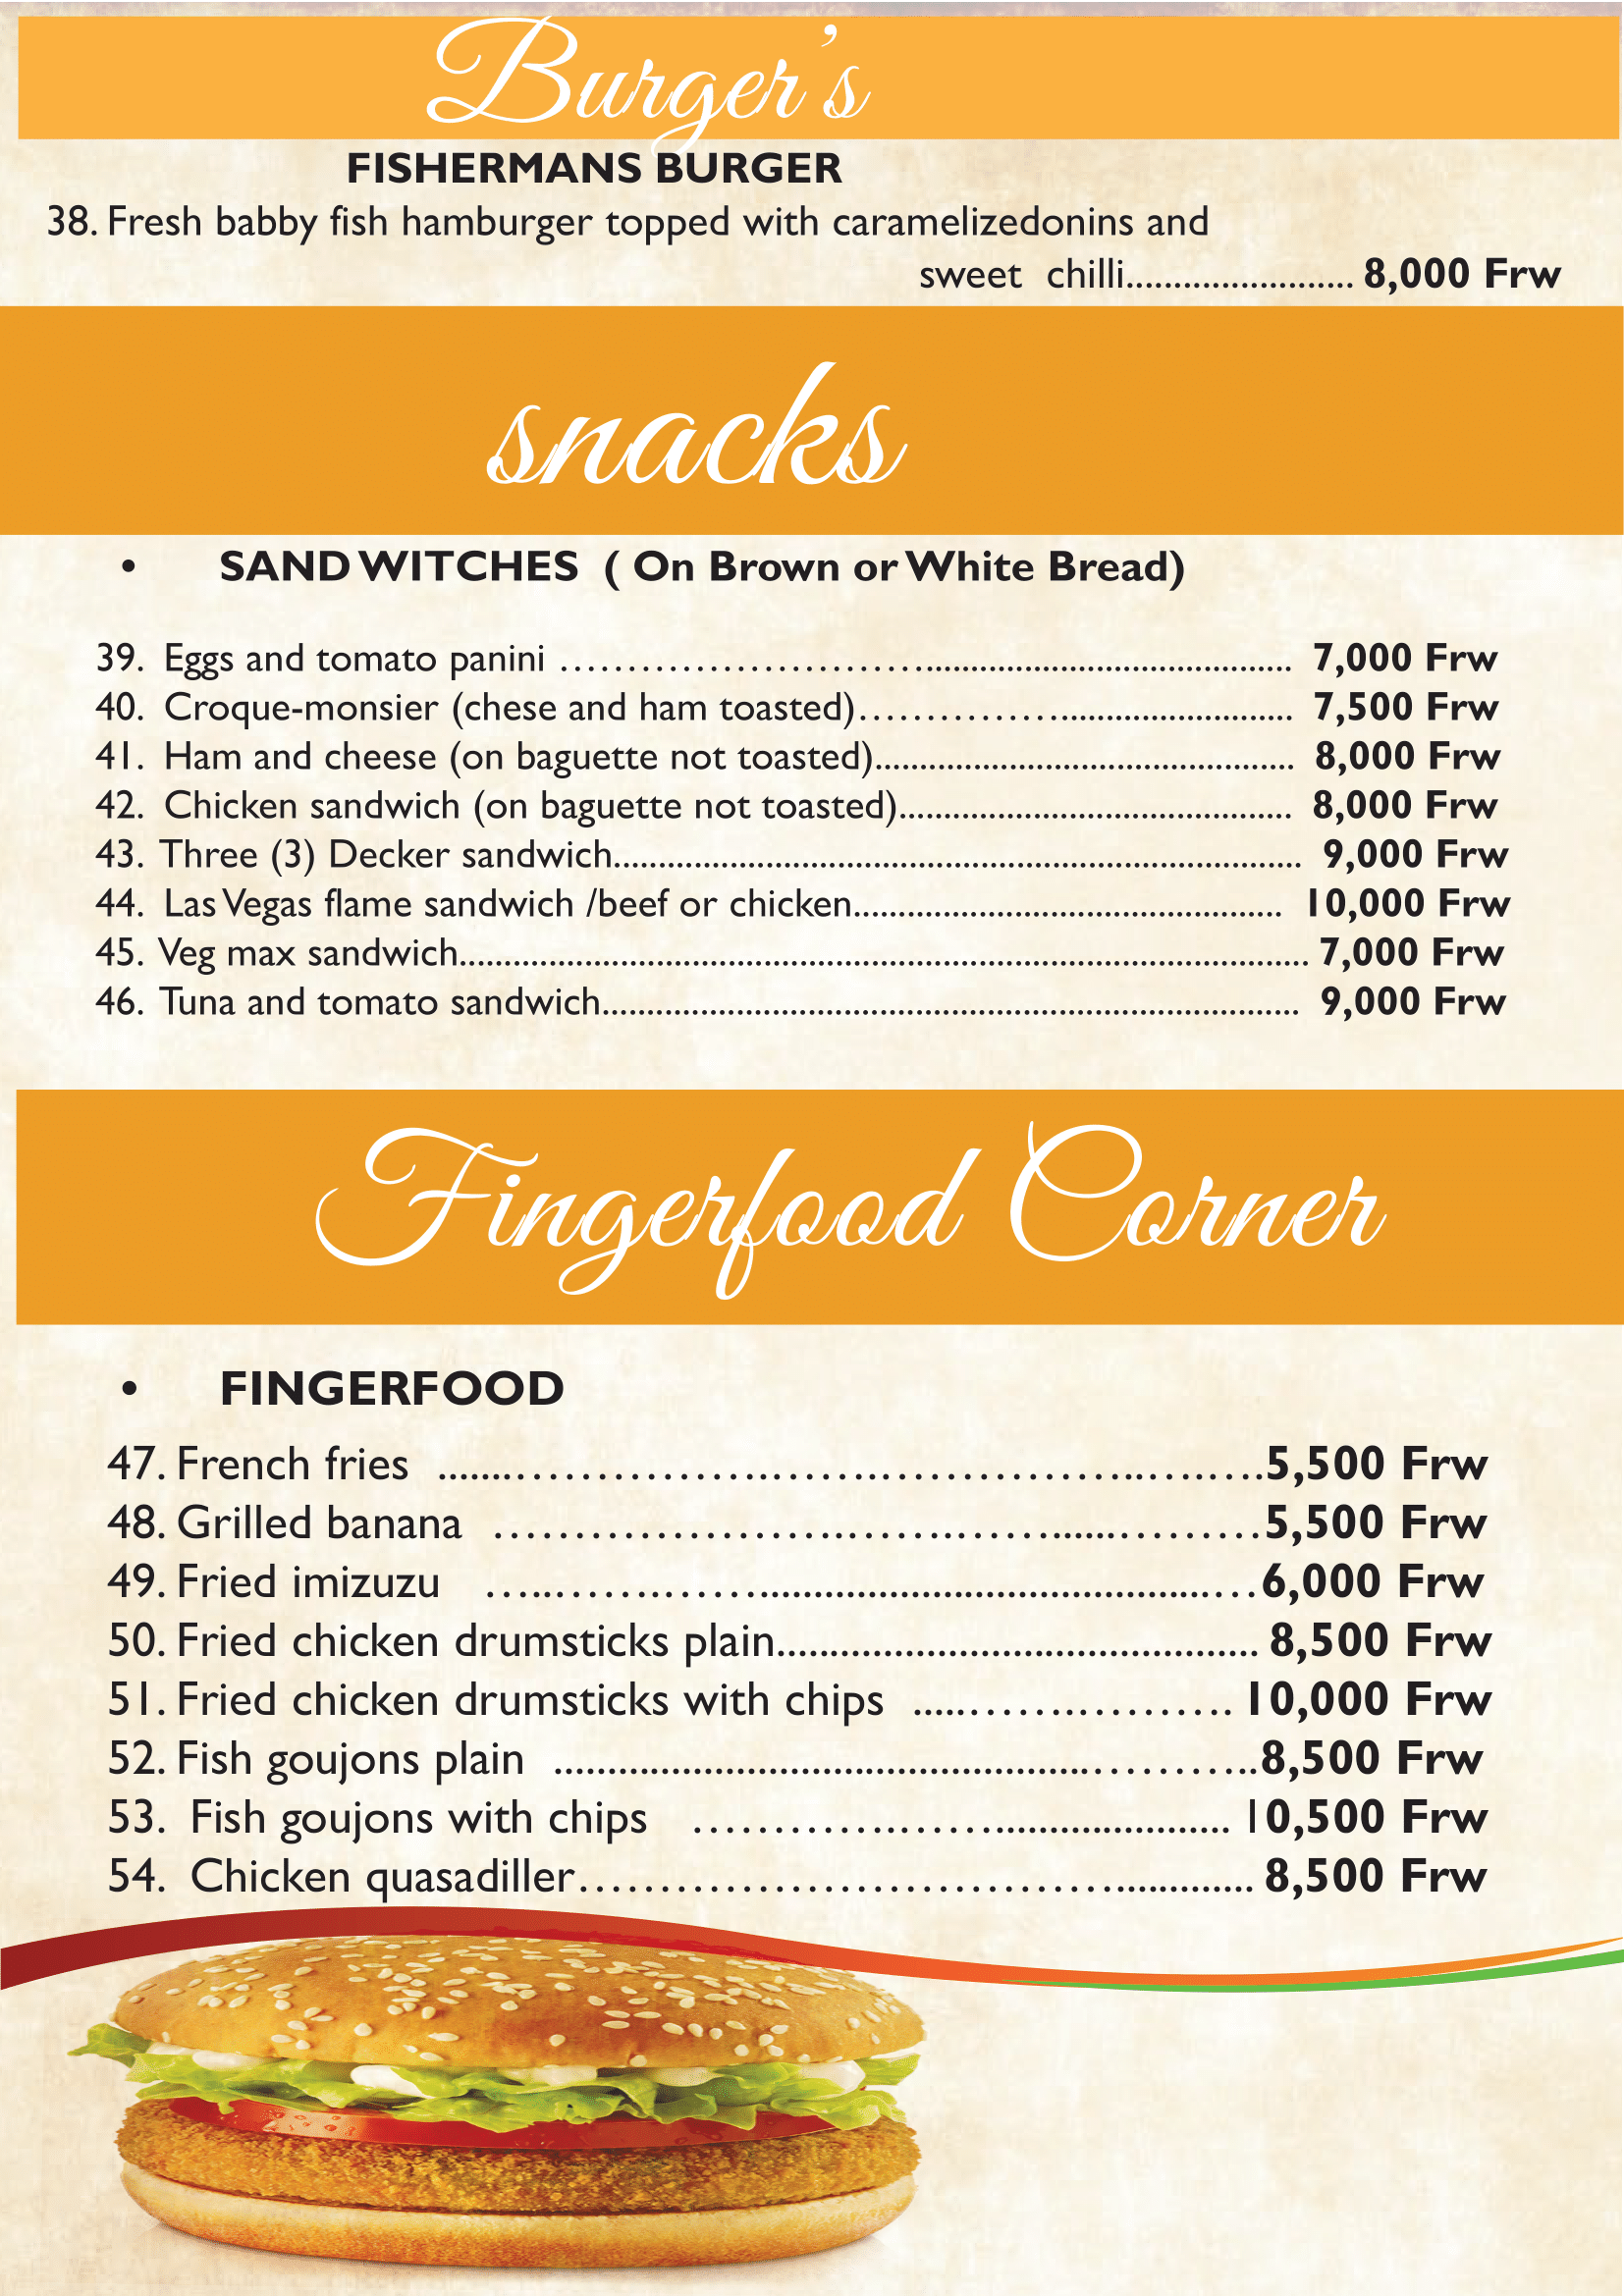 Burger's
FISHERMANS BURGER
38. Fresh babby fish hamburger topped with caramelizedonins and
sweet chilli........................ 8,000 Frw
snacks
• SAND WITCHES ( On Brown or White Bread)
39. Eggs and tomato panini ................................................ 7,000 Frw
40. Croque-monsier (chese and ham toasted)................................ 7,500 Frw
41. Ham and cheese (on baguette not toasted)................................ 8,000 Frw
42. Chicken sandwich (on baguette not toasted)................................ 8,000 Frw
43. Three (3) Decker sandwich................................................ 9,000 Frw
44. Las Vegas flame sandwich /beef or chicken................................ 10,000 Frw
45. Veg max sandwich................................................ 7,000 Frw
46. Tuna and tomato sandwich................................................ 9,000 Frw
Fingerfood Corner
• FINGERFOOD
47. French fries ................................................5,500 Frw
48. Grilled banana ................................................5,500 Frw
49. Fried imizuzu ................................................6,000 Frw
50. Fried chicken drumsticks plain................................ 8,500 Frw
51. Fried chicken drumsticks with chips ........................ 10,000 Frw
52. Fish goujons plain ................................................8,500 Frw
53. Fish goujons with chips ................................ 10,500 Frw
54. Chicken quasadiller................................................ 8,500 Frw